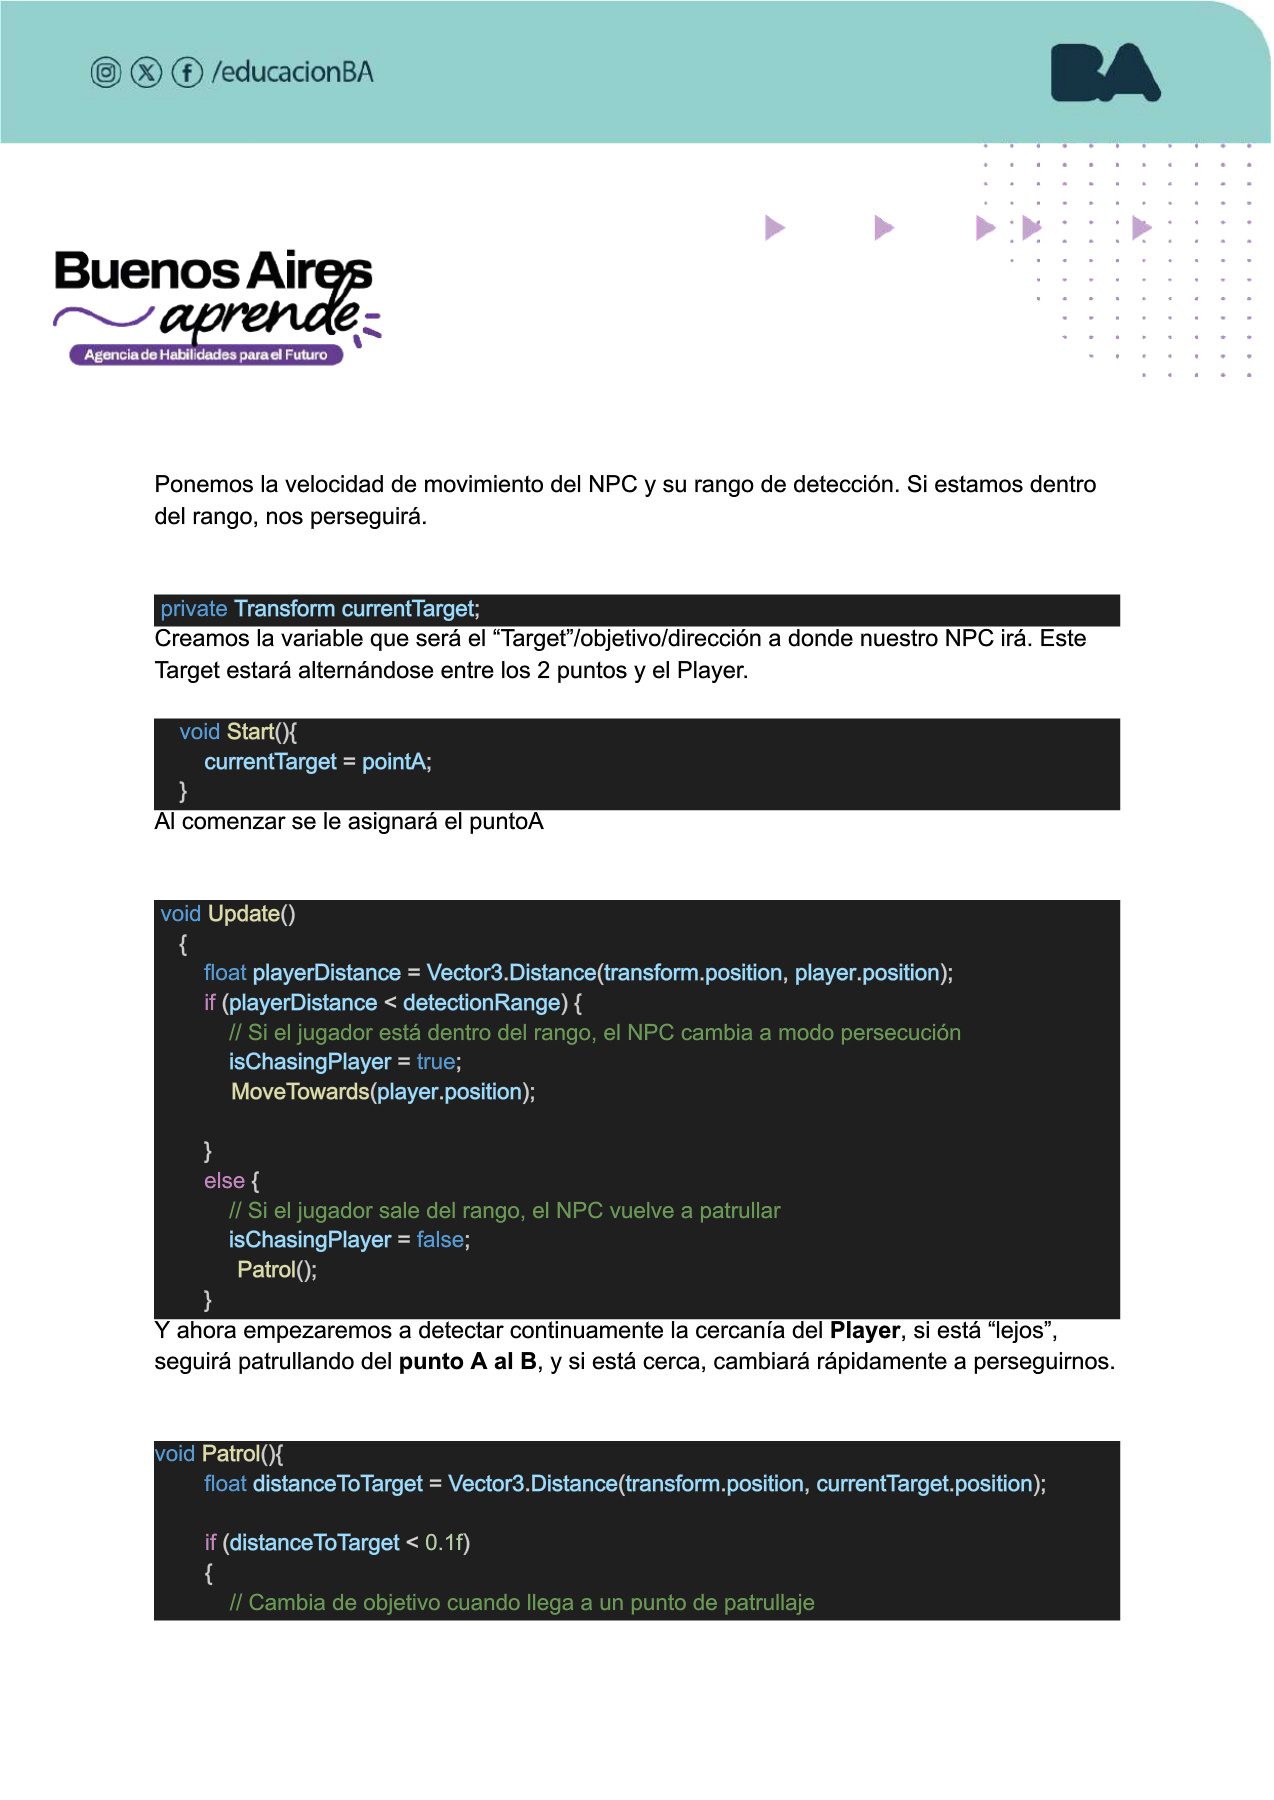 /educacionBA
BA
Buenos Aires
aprende
Agencia de Habilidades para el Futuro
Ponemos la velocidad de movimiento del NPC y su rango de detección. Si estamos dentro
del rango, nos perseguirá.
private Transform currentTarget;
Creamos la variable que será el “Target”/objetivo/dirección a donde nuestro NPC irá. Este
Target estará alternándose entre los 2 puntos y el Player.
void Start(){
currentTarget = pointA;
}
Al comenzar se le asignará el puntoA
void Update()
{
float playerDistance = Vector3.Distance(transform.position, player.position);
if (playerDistance < detectionRange) {
// Si el jugador está dentro del rango, el NPC cambia a modo persecución
isChasingPlayer = true;
MoveTowards(player.position);
}
else {
// Si el jugador sale del rango, el NPC vuelve a patrullar
isChasingPlayer = false;
Patrol();
}
Y ahora empezaremos a detectar continuamente la cercanía del Player, si está “lejos”,
seguirá patrullando del punto A al B, y si está cerca, cambiará rápidamente a perseguirnos.
void Patrol(){
float distanceToTarget = Vector3.Distance(transform.position, currentTarget.position);
if (distanceToTarget < 0.1f)
{
// Cambia de objetivo cuando llega a un punto de patrullaje